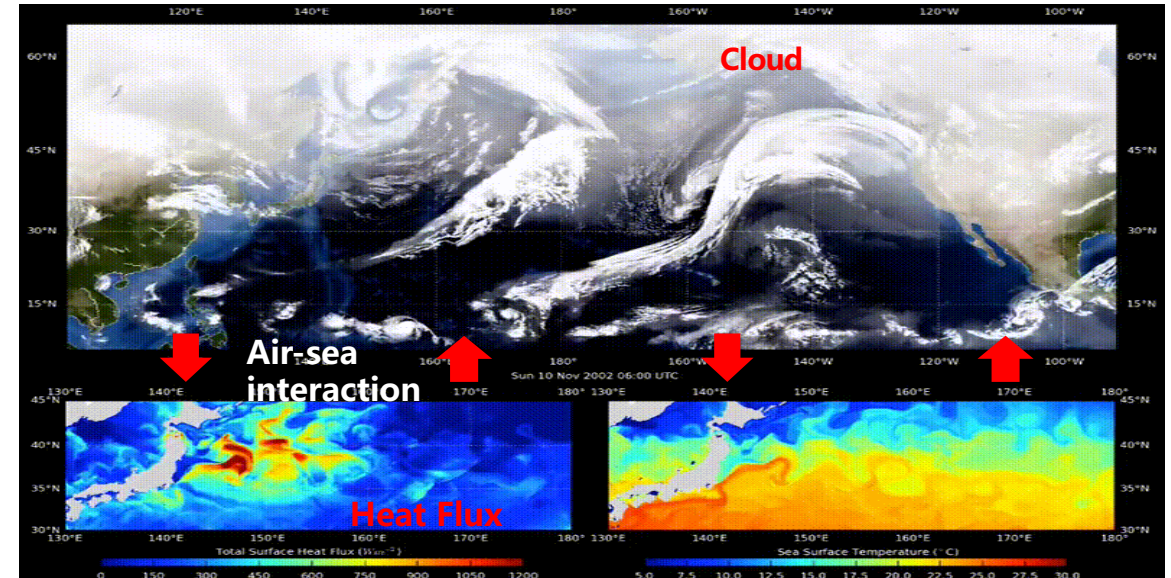 120°E 140°E 160°E 180° 160°W 140°W 120°W 100°W
60°N 60°N
Cloud
45°N 45°N
30°N 30°N
15°N 15°N
140°E 160°E 180° 160°W 140°W 120°W 100°W
Air-sea
interaction
Sun 10 Nov 2002 06:00 UTC
130°E 140°E 150°E 160°E 170°E 180° 130°E 140°E 150°E 160°E 170°E 180°
45°N 45°N
40°N 40°N
35°N 35°N
30°N 30°N
Heat Flux
130°E 140°E 150°E 160°E 170°E 180° 130°E 140°E 150°E 160°E 170°E 180°
Total Surface Heat Flux (Wm⁻²) Sea Surface Temperature (°C)
0 150 300 450 600 750 900 1050 1200 5.0 7.5 10.0 12.5 15.0 17.5 20.0 22.5 25.0 27.5 30.0